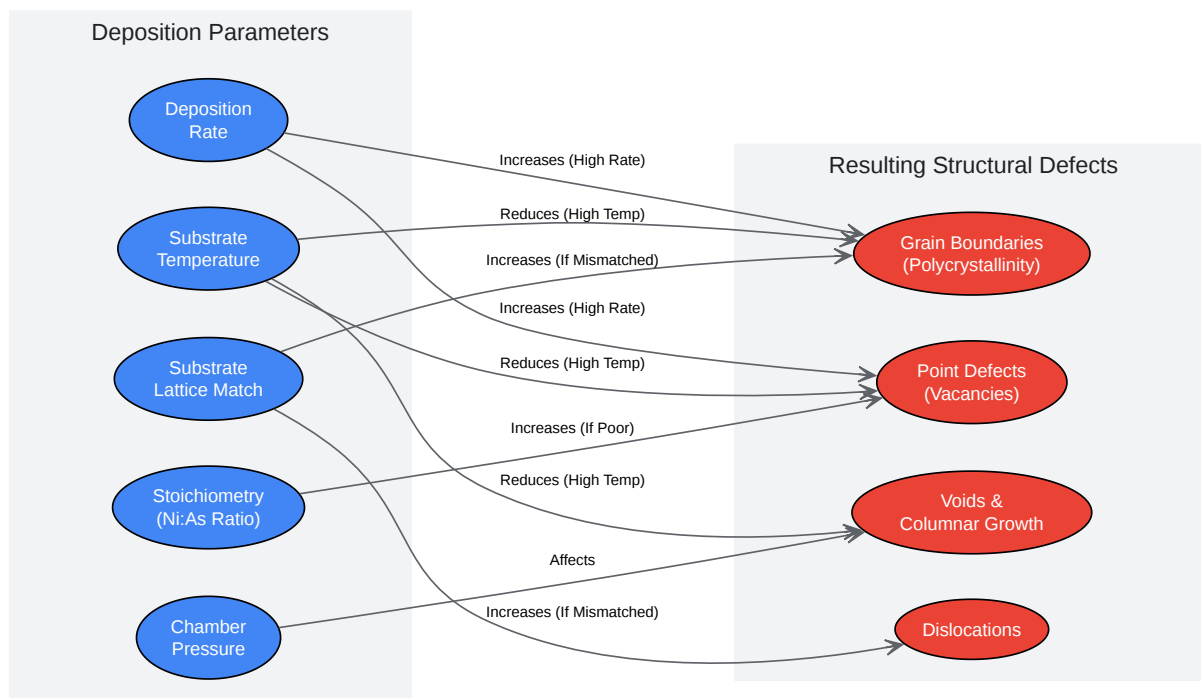 Deposition Parameters
Deposition
Rate
Substrate
Temperature
Substrate
Lattice Match
Stoichiometry
(Ni:As Ratio)
Chamber
Pressure
Increases (High Rate)
Reduces (High Temp)
Increases (If Mismatched)
Increases (High Rate)
Reduces (High Temp)
Increases (If Poor)
Reduces (High Temp)
Affects
Increases (If Mismatched)
Resulting Structural Defects
Grain Boundaries
(Polycrystallinity)
Point Defects
(Vacancies)
Voids &
Columnar Growth
Dislocations